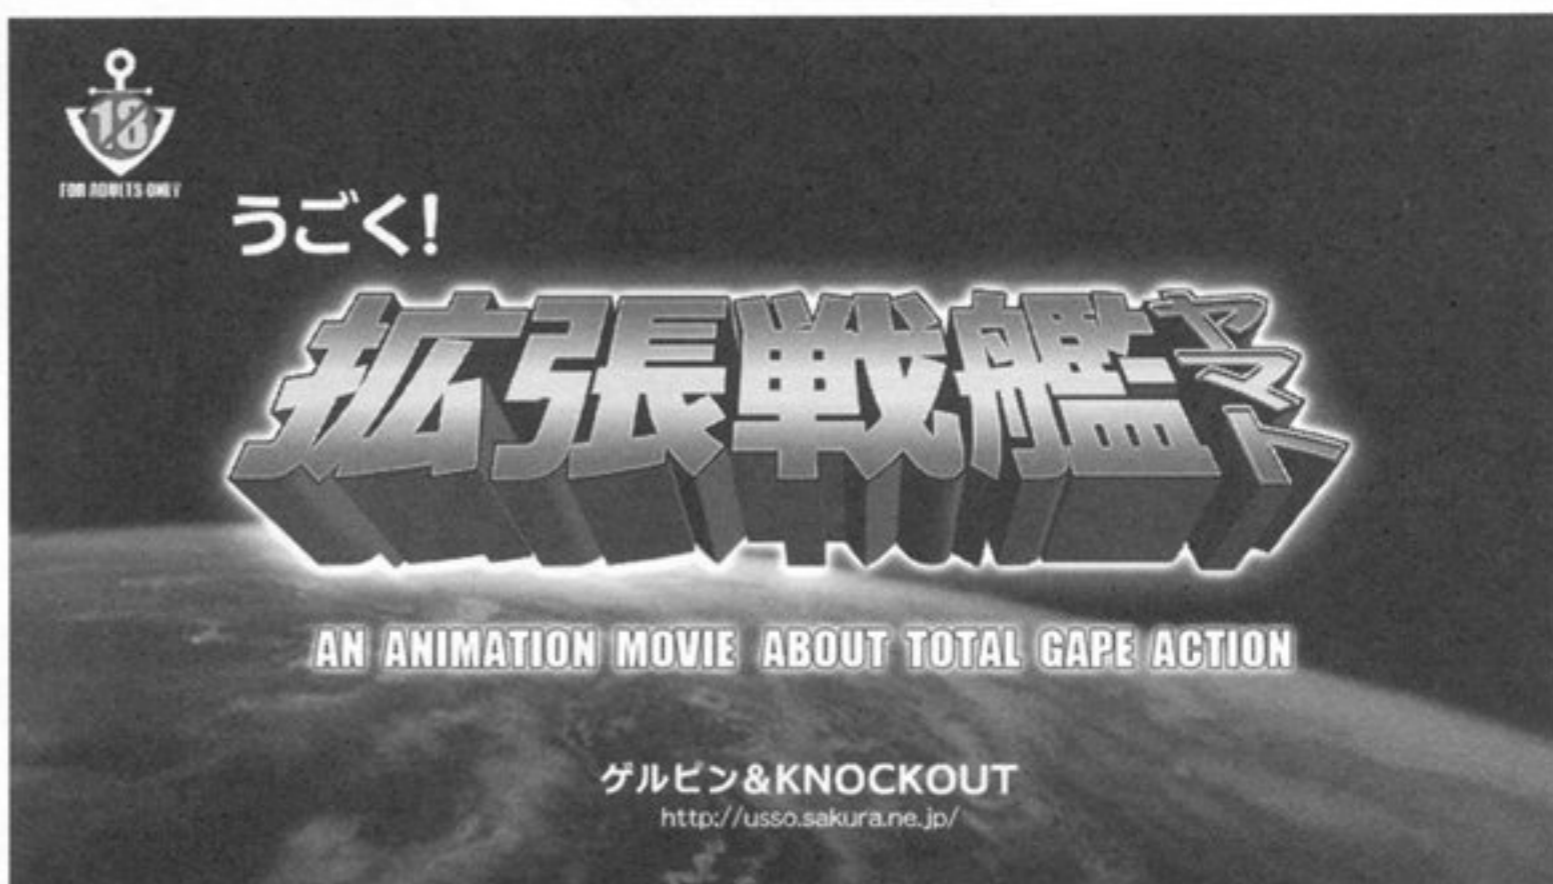 18
FOR ADULTS ONLY
うごく!
拡張戦艦ヤマト
AN ANIMATION MOVIE ABOUT TOTAL GAPE ACTION
ゲルピン&KNOCKOUT
http://usso.sakura.ne.jp/